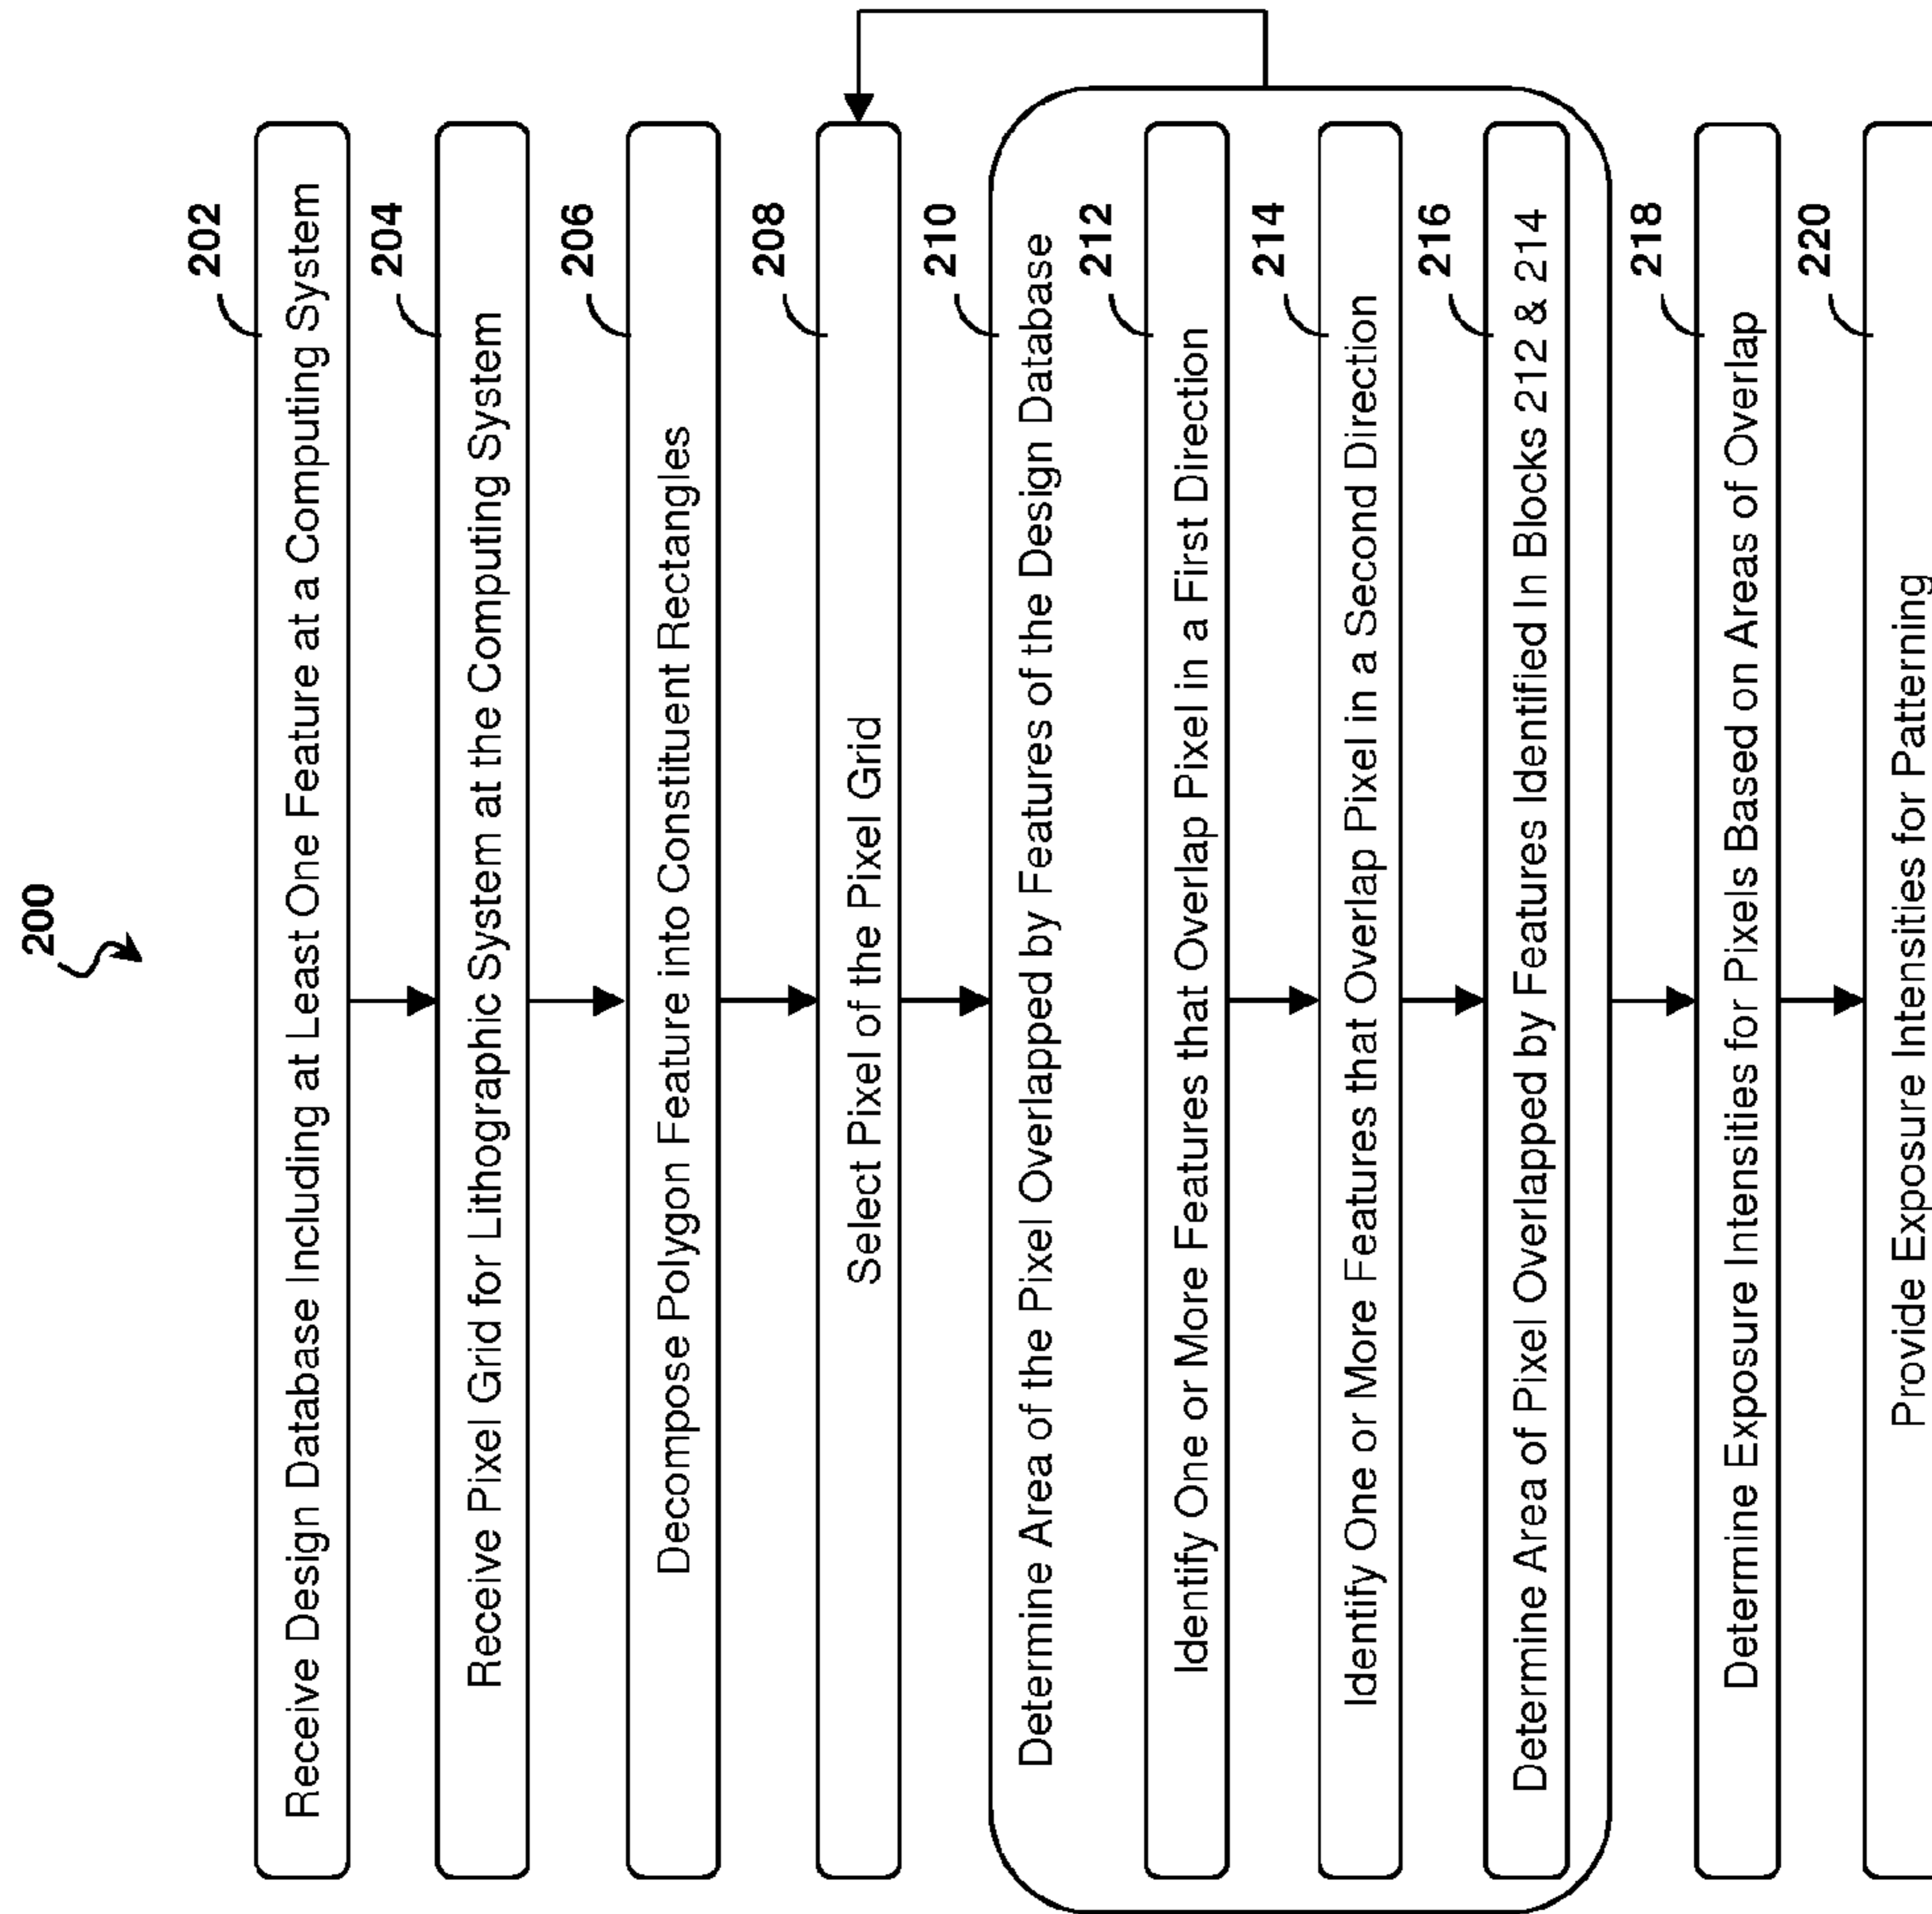 200
202
Receive Design Database Including at Least One Feature at a Computing System
204
Receive Pixel Grid for Lithographic System at the Computing System
206
Decompose Polygon Feature into Constituent Rectangles
208
Select Pixel of the Pixel Grid
210
Determine Area of the Pixel Overlapped by Features of the Design Database
212
Identify One or More Features that Overlap Pixel in a First Direction
214
Identify One or More Features that Overlap Pixel in a Second Direction
216
Determine Area of Pixel Overlapped by Features Identified In Blocks 212 & 214
218
Determine Exposure Intensities for Pixels Based on Areas of Overlap
220
Provide Exposure Intensities for Patterning